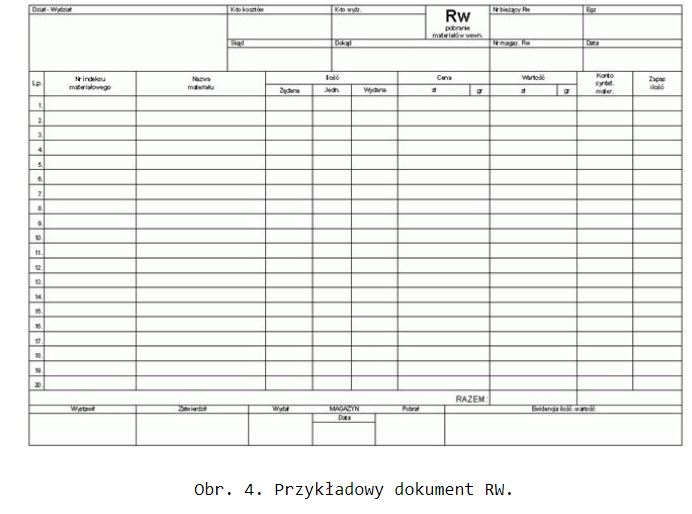 Dział - Wydział
K-to kosztów
K-to wydz.
Rw
pobranie
materiałów wewn.
Nr bieżący Rw
Egz
Skąd
Dokąd
Nr magaz. Rw
Data
Lp.
Nr indeksu
materiałowego
Nazwa
materiału
Ilość
Cena
Wartość
Konto
syntet.
mater.
Zapas
ilość
Żądana
Jedn.
Wydana
zł
gr
zł
gr
1.
2.
3.
4.
5.
6.
7.
8.
9.
10.
11.
12.
13.
14.
15.
16.
17.
18.
19.
20.
RAZEM:
Wystawił
Zatwierdził
Wydał
MAGAZYN
Pobrał
Ewidencja ilość. wartość
Data
Obr. 4. Przykładowy dokument RW.